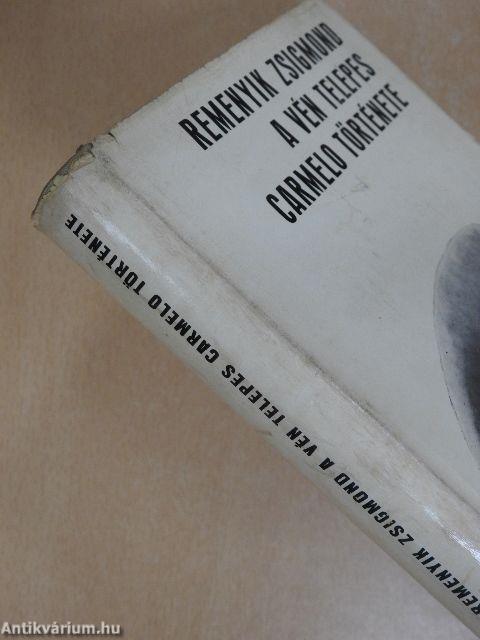 REMENYIK ZSIGMOND
A VÉN TELEPES
CARMELO TÖRTÉNETE
REMENYIK ZSIGMOND A VÉN TELEPES CARMELO TÖRTÉNETE
Antikvárium.hu